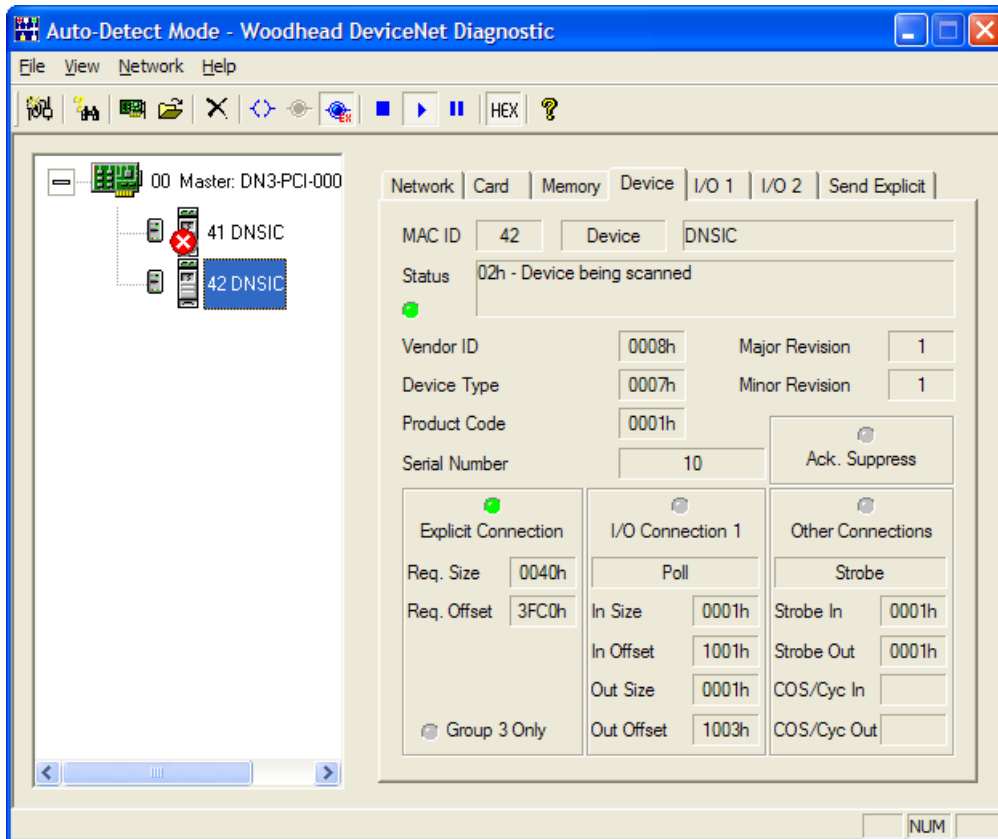 Auto-Detect Mode - Woodhead DeviceNet Diagnostic
File View Network Help
EX HEX ?
00 Master: DN3-PCI-000
41 DNSIC
42 DNSIC
Network Card Memory Device I/O 1 I/O 2 Send Explicit
MAC ID 42 Device DNSIC
Status 02h - Device being scanned
Vendor ID 0008h Major Revision 1
Device Type 0007h Minor Revision 1
Product Code 0001h
Serial Number 10
Ack. Suppress
Explicit Connection
Req. Size 0040h
Req. Offset 3FC0h
Group 3 Only
I/O Connection 1
Poll
In Size 0001h
In Offset 1001h
Out Size 0001h
Out Offset 1003h
Other Connections
Strobe
Strobe In 0001h
Strobe Out 0001h
COS/Cyc In
COS/Cyc Out
NUM